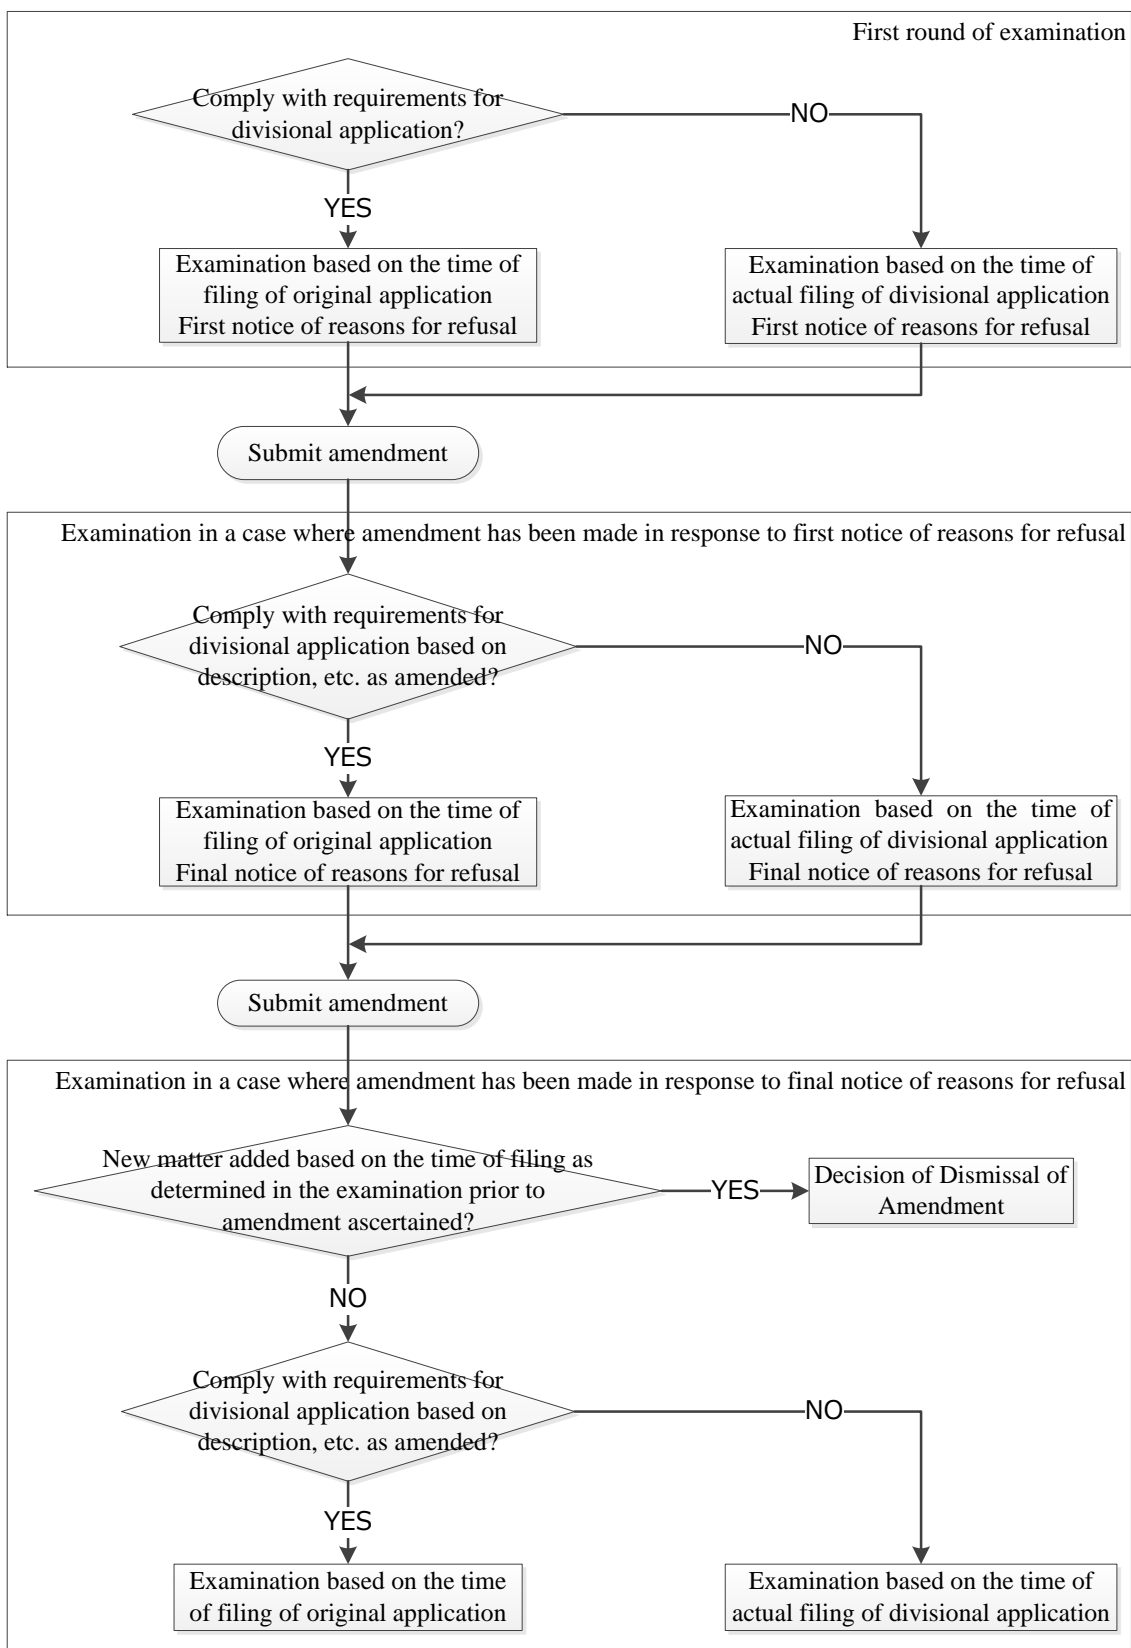 First round of examination
Comply with requirements for
divisional application?
NO
YES
Examination based on the time of
filing of original application
First notice of reasons for refusal
Examination based on the time of
actual filing of divisional application
First notice of reasons for refusal
Submit amendment
Examination in a case where amendment has been made in response to first notice of reasons for refusal
Comply with requirements for
divisional application based on
description, etc. as amended?
NO
YES
Examination based on the time of
filing of original application
Final notice of reasons for refusal
Examination based on the time of
actual filing of divisional application
Final notice of reasons for refusal
Submit amendment
Examination in a case where amendment has been made in response to final notice of reasons for refusal
New matter added based on the time of filing as
determined in the examination prior to
amendment ascertained?
YES
Decision of Dismissal of
Amendment
NO
Comply with requirements for
divisional application based on
description, etc. as amended?
NO
YES
Examination based on the time
of filing of original application
Examination based on the time of
actual filing of divisional application